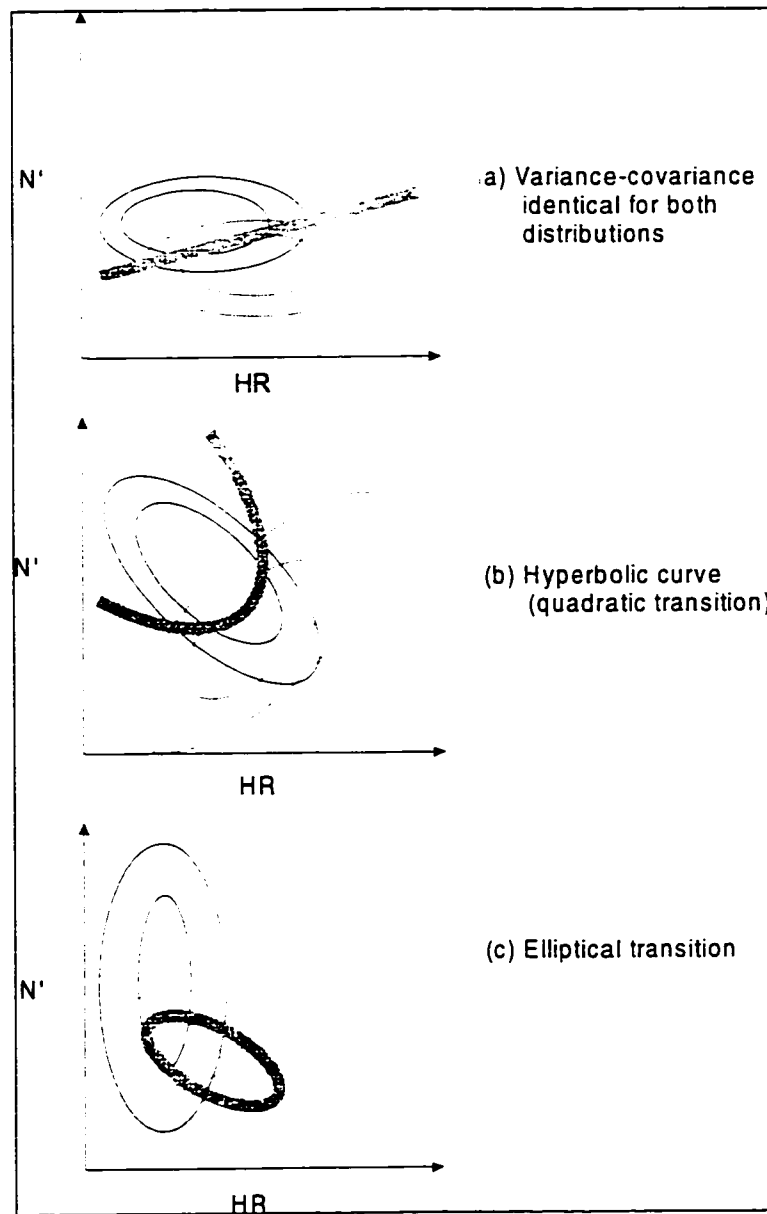 N'
a) Variance-covariance
identical for both
distributions
HR
N'
(b) Hyperbolic curve
(quadratic transition)
HR
N'
(c) Elliptical transition
HR